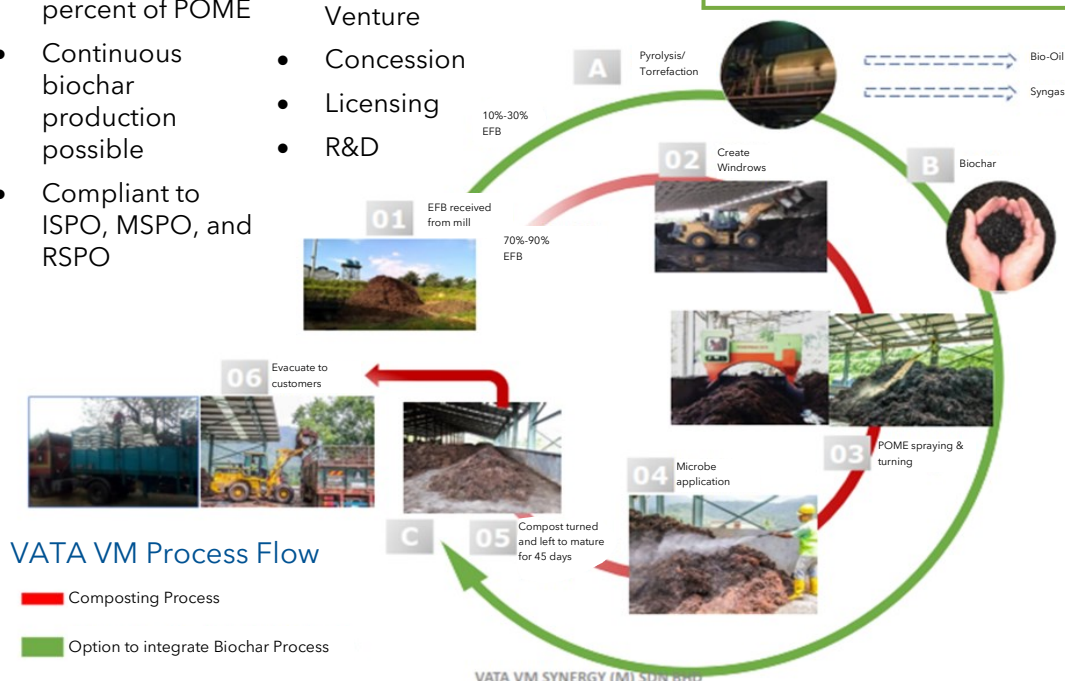 percent of POME
• Continuous
biochar
production
possible
• Compliant to
ISPO, MSPO, and
RSPO
Venture
• Concession
• Licensing
• R&D
A
Pyrolysis/
Torrefaction
Bio-Oil
Syngas
10%-30%
EFB
02
Create
Windrows
B
Biochar
01
EFB received
from mill
70%-90%
EFB
06
Evacuate to
customers
03
POME spraying &
turning
04
Microbe
application
C
05
Compost turned
and left to mature
for 45 days
VATA VM Process Flow
Composting Process
Option to integrate Biochar Process
VATA VM SYNERGY (M) SDN BHD